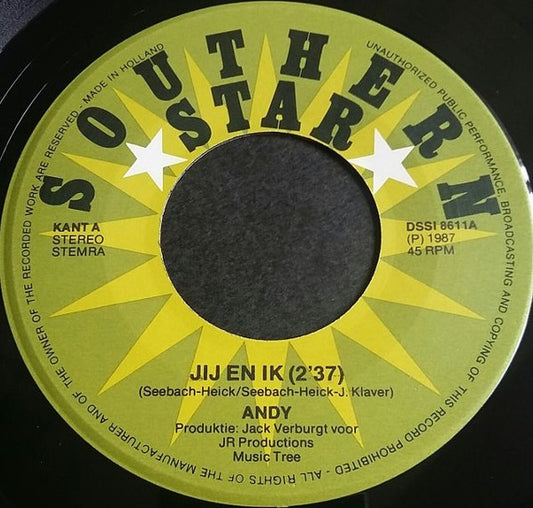 SOUTHERN
STAR
KANT A
STEREO
STEMRA
DSSI 8611A
(P) 1987
45 RPM
JIJ EN IK (2'37)
(Seebach-Heick/Seebach-Heick-J. Klaver)
ANDY
Produktie: Jack Verburgt voor
JR Productions
Music Tree
UNAUTHORIZED PUBLIC PERFORMANCE, BROADCASTING AND COPYING OF THIS RECORD PROHIBITED - ALL RIGHTS OF THE MANUFACTURER AND OF THE OWNER OF THE RECORDED WORK ARE RESERVED - MADE IN HOLLAND